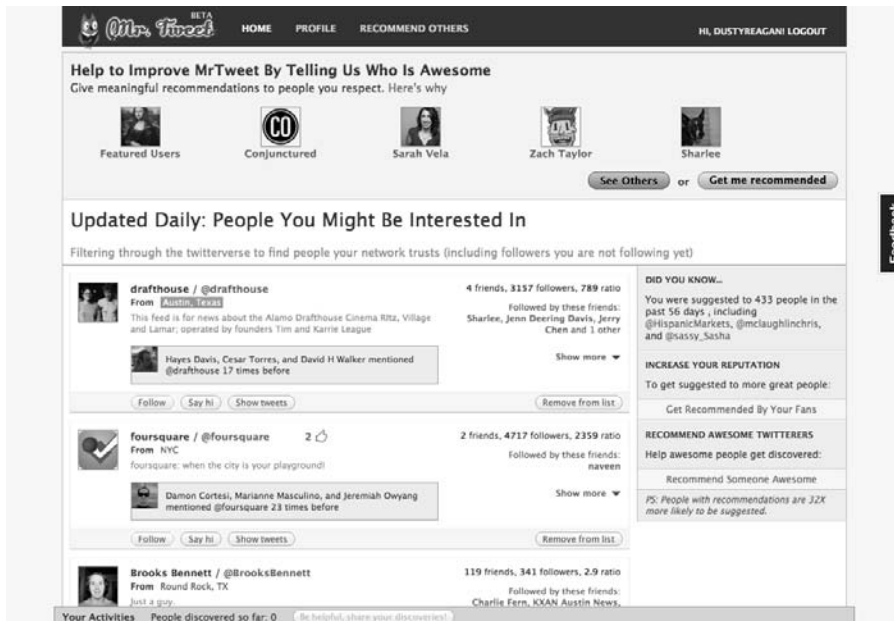 BETA
Mr. Tweet
HOME PROFILE RECOMMEND OTHERS
HI, DUSTYREAGAN! LOGOUT
Help to Improve MrTweet By Telling Us Who Is Awesome
Give meaningful recommendations to people you respect. Here's why
CO
Featured Users Conjunctured Sarah Vela Zach Taylor Sharlee
See Others or Get me recommended
Feedback
Updated Daily: People You Might Be Interested In
Filtering through the twitterverse to find people your network trusts (including followers you are not following yet)
drafthouse / @drafthouse
From Austin, Texas
This feed is for news about the Alamo Drafthouse Cinema Ritz, Village
and Lamar; operated by founders Tim and Karrie League
4 friends, 3157 followers, 789 ratio
Followed by these friends:
Sharlee, Jenn Deering Davis, Jerry
Chen and 1 other
Hayes Davis, Cesar Torres, and David H Walker mentioned
@drafthouse 17 times before
Show more
Follow Say hi Show tweets Remove from list
foursquare / @foursquare 2
From NYC
foursquare: when the city is your playground!
2 friends, 4717 followers, 2359 ratio
Followed by these friends:
naveen
Damon Cortesi, Marianne Masculino, and Jeremiah Owyang
mentioned @foursquare 23 times before
Show more
Follow Say hi Show tweets Remove from list
Brooks Bennett / @BrooksBennett
From Round Rock, TX
Just a guy.
119 friends, 341 followers, 2.9 ratio
Followed by these friends:
Charlie Fern, KXAN Austin News,
DID YOU KNOW...
You were suggested to 433 people in the
past 56 days , including
@HispanicMarkets, @mclaughlinchris,
and @sassy_Sasha
INCREASE YOUR REPUTATION
To get suggested to more great people:
Get Recommended By Your Fans
RECOMMEND AWESOME TWITTERERS
Help awesome people get discovered:
Recommend Someone Awesome
PS: People with recommendations are 32X
more likely to be suggested.
Your Activities People discovered so far: 0 Be helpful, share your discoveries!